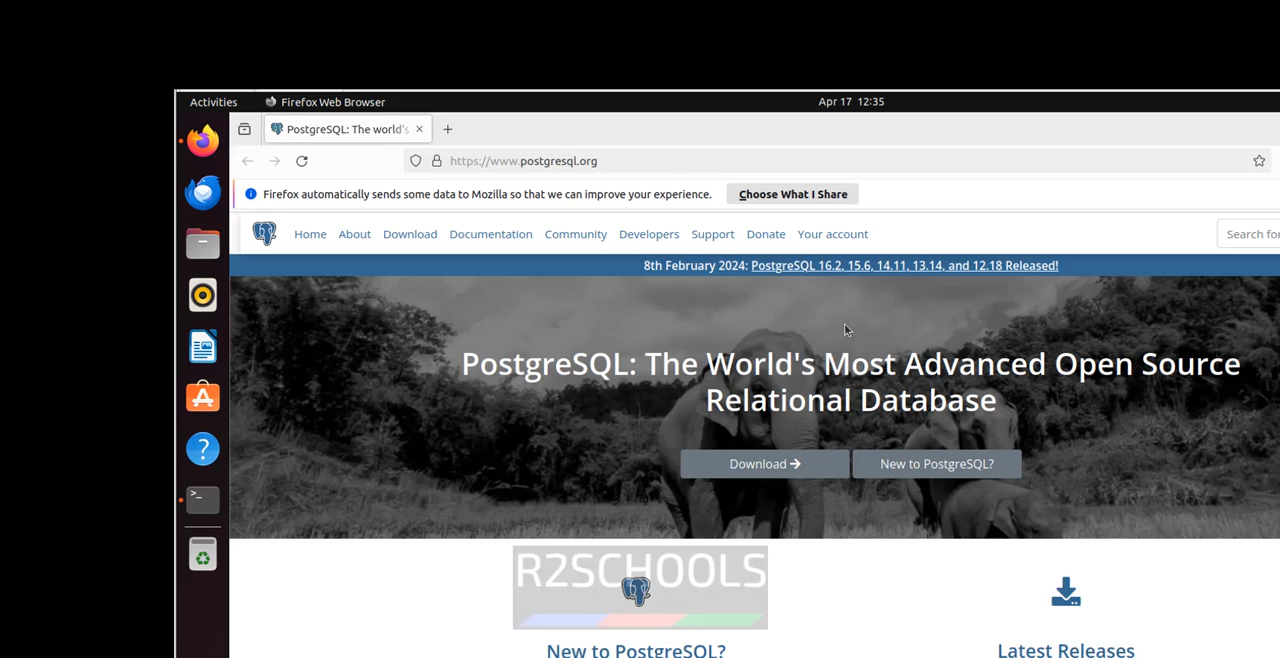 Activities Firefox Web Browser Apr 17 12:35
PostgreSQL: The world's
https://www.postgresql.org
Firefox automatically sends some data to Mozilla so that we can improve your experience. Choose What I Share
Home About Download Documentation Community Developers Support Donate Your account Search for
8th February 2024: PostgreSQL 16.2, 15.6, 14.11, 13.14, and 12.18 Released!
PostgreSQL: The World's Most Advanced Open Source
Relational Database
Download New to PostgreSQL?
R2SCHOOLS
New to PostgreSQL? Latest Releases